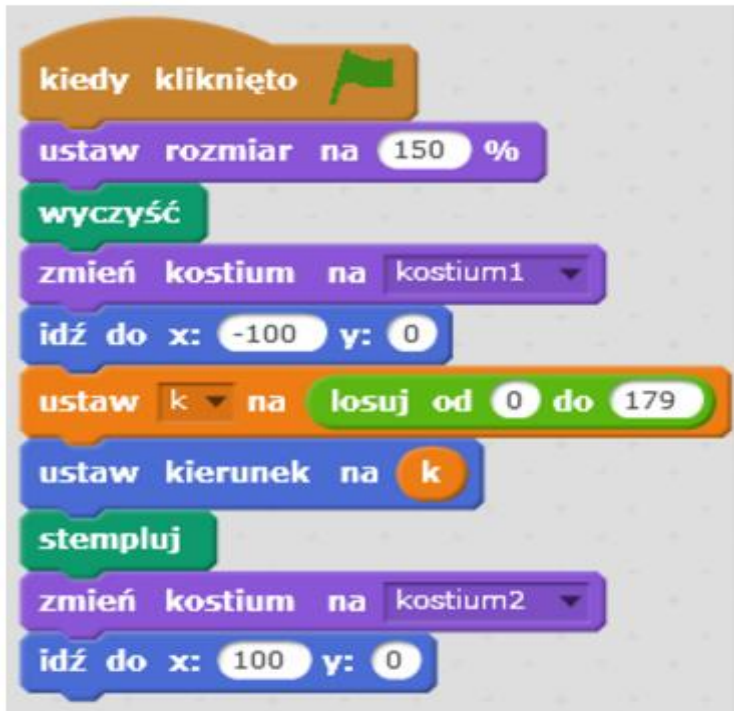 kiedy kliknięto
ustaw rozmiar na 150 %
wyczyść
zmień kostium na kostium1
idź do x: -100 y: 0
ustaw k na losuj od 0 do 179
ustaw kierunek na k
stempluj
zmień kostium na kostium2
idź do x: 100 y: 0